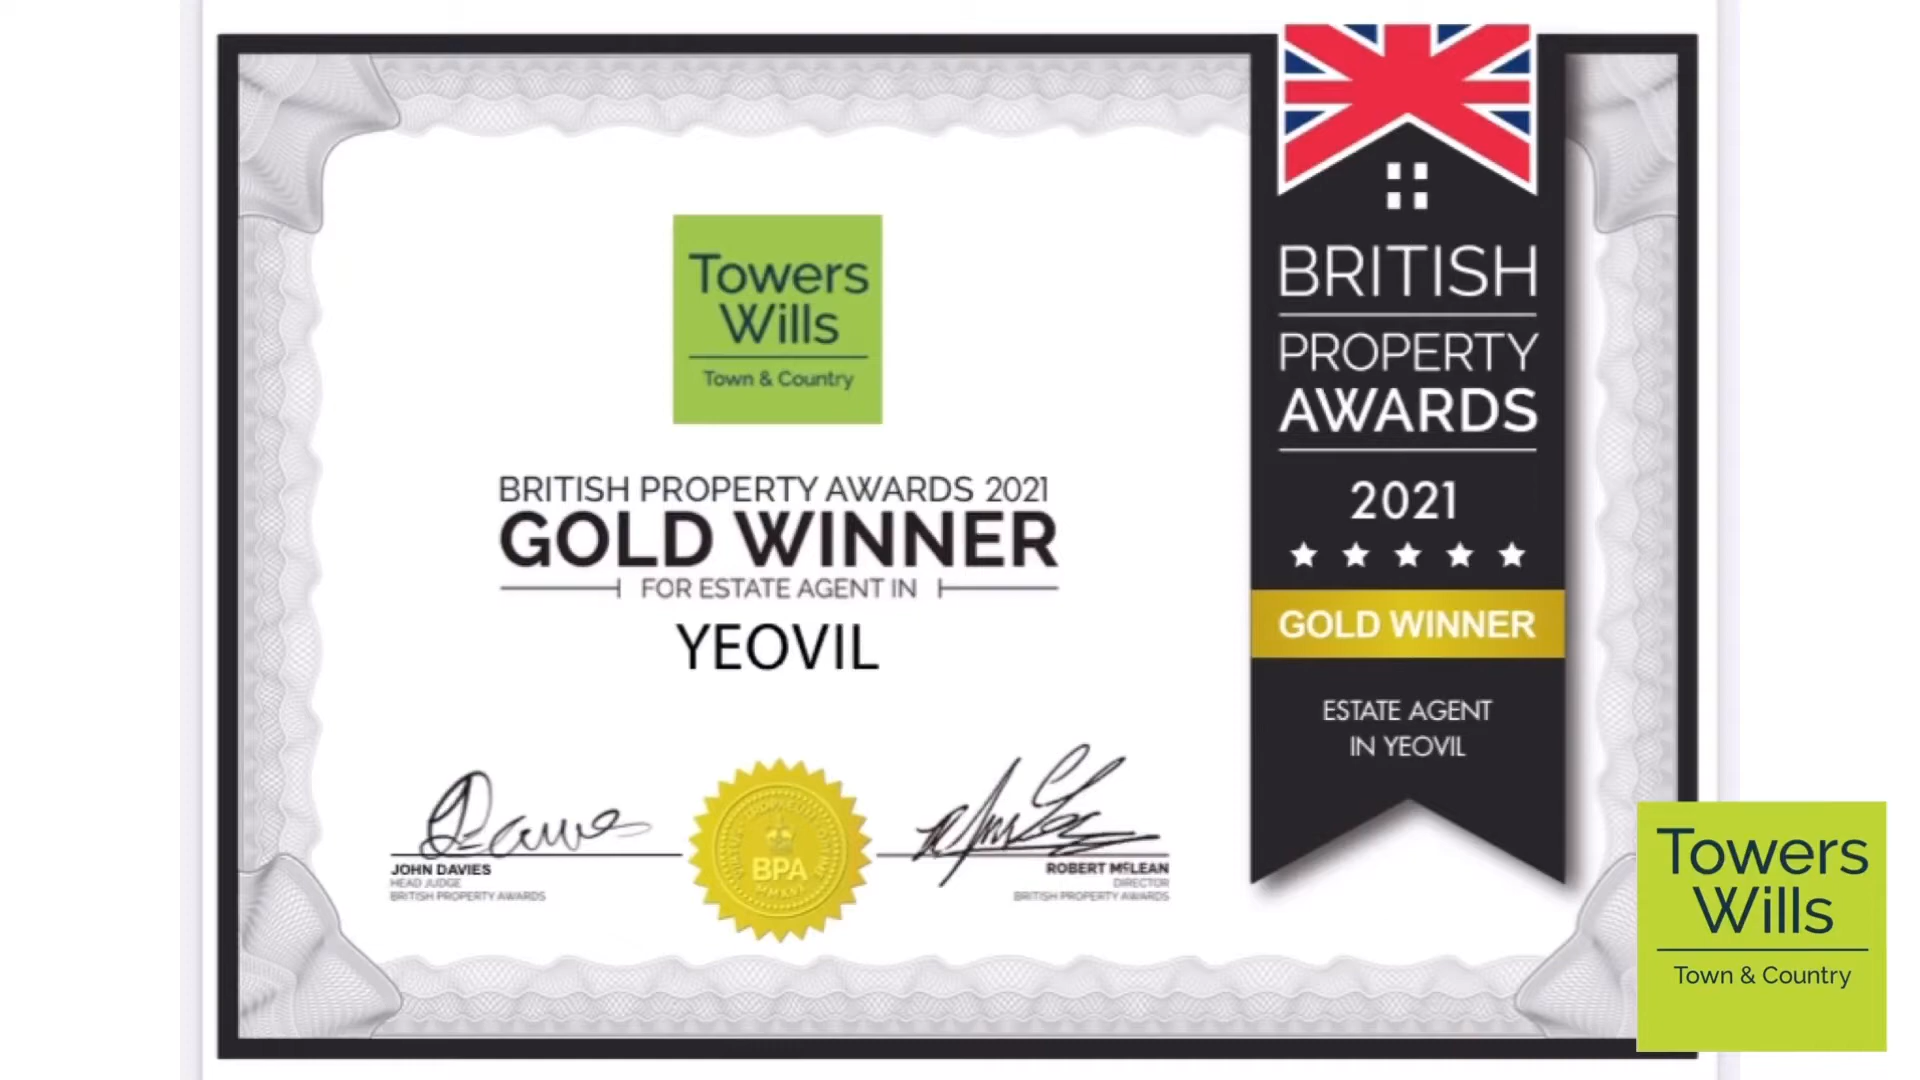 Towers
Wills
Town & Country
BRITISH PROPERTY AWARDS 2021
GOLD WINNER
FOR ESTATE AGENT IN
YEOVIL
JOHN DAVIES
HEAD JUDGE
BRITISH PROPERTY AWARDS
BPA
ROBERT McLEAN
DIRECTOR
BRITISH PROPERTY AWARDS
BRITISH
PROPERTY
AWARDS
2021
GOLD WINNER
ESTATE AGENT
IN YEOVIL
Towers
Wills
Town & Country